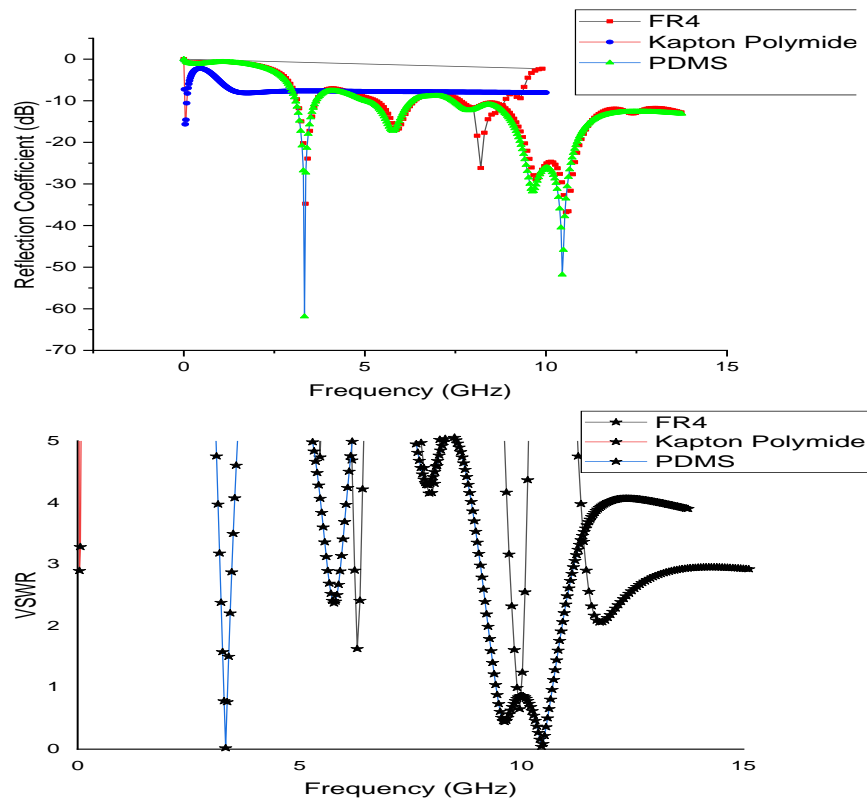 FR4
Kapton Polymide
PDMS
Reflection Coefficient (dB)
0
-10
-20
-30
-40
-50
-60
-70
0
5
10
15
Frequency (GHz)
FR4
Kapton Polymide
PDMS
VSWR
5
4
3
2
1
0
0
5
10
15
Frequency (GHz)